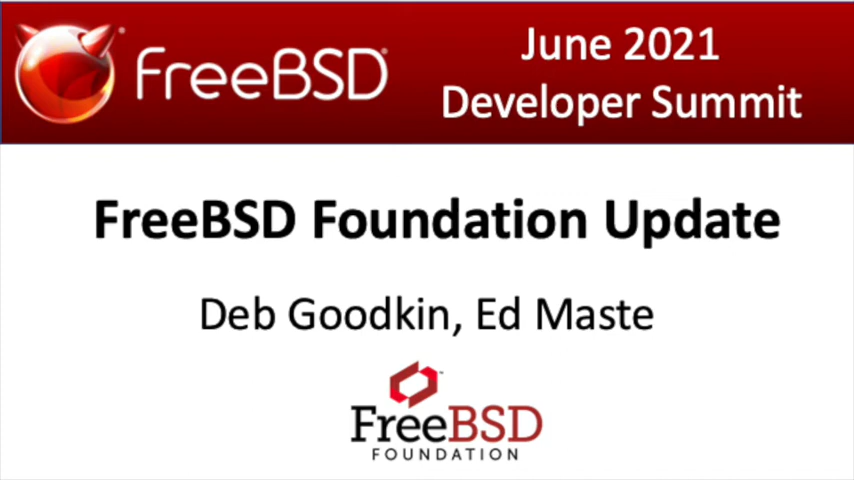 FreeBSD
June 2021
Developer Summit
FreeBSD Foundation Update
Deb Goodkin, Ed Maste
FreeBSD
FOUNDATION